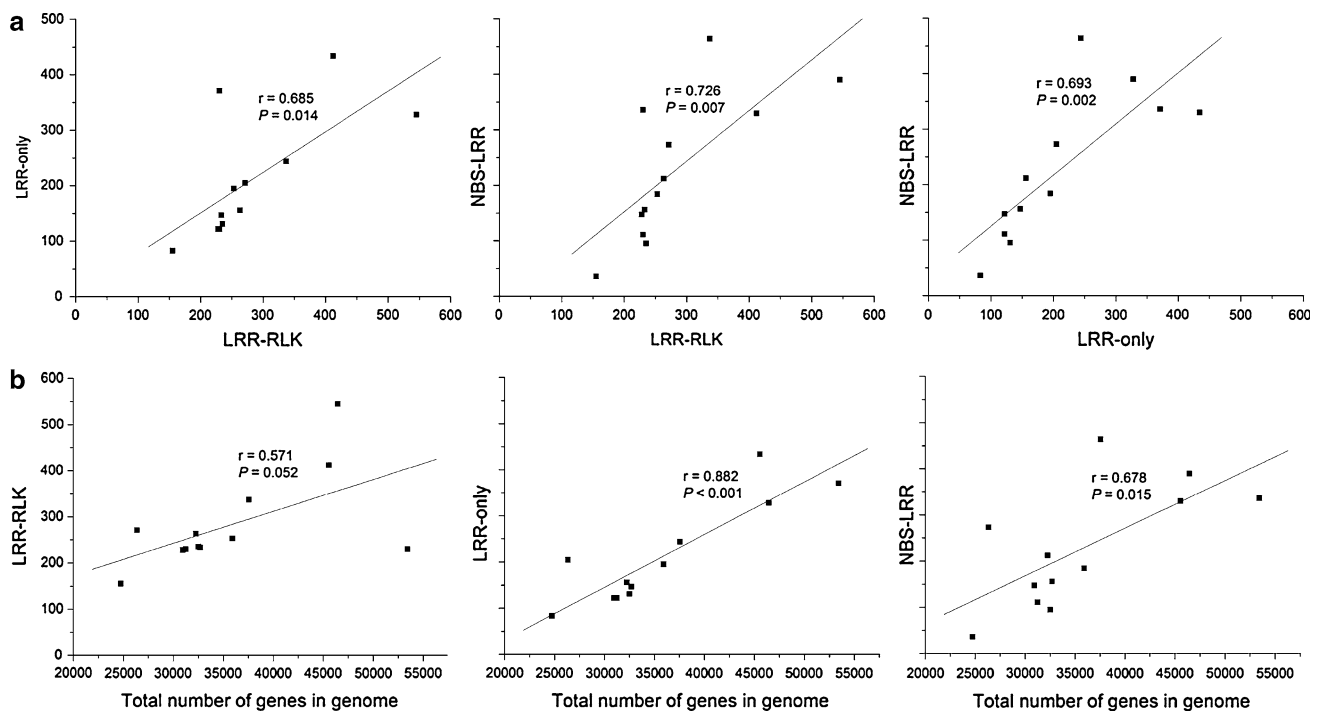 a
500
400
300
200
100
0
LRR-only
r = 0.685
P = 0.014
0 100 200 300 400 500 600
LRR-RLK
NBS-LRR
r = 0.726
P = 0.007
0 100 200 300 400 500 600
LRR-RLK
NBS-LRR
r = 0.693
P = 0.002
0 100 200 300 400 500 600
LRR-only
b
600
500
400
300
200
100
0
LRR-RLK
r = 0.571
P = 0.052
20000 25000 30000 35000 40000 45000 50000 55000
Total number of genes in genome
LRR-only
r = 0.882
P < 0.001
20000 25000 30000 35000 40000 45000 50000 55000
Total number of genes in genome
NBS-LRR
r = 0.678
P = 0.015
20000 25000 30000 35000 40000 45000 50000 55000
Total number of genes in genome